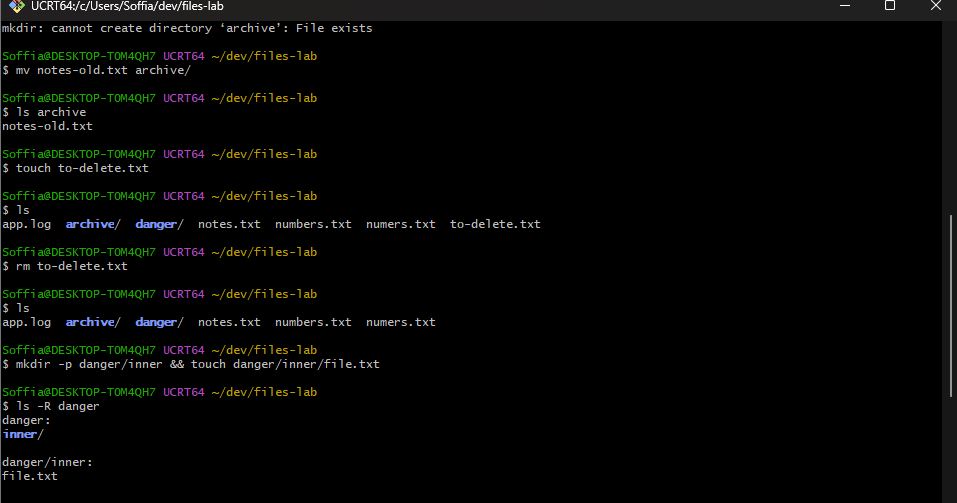 UCRT64:/c/Users/Soffia/dev/files-lab
mkdir: cannot create directory ‘archive’: File exists
Soffia@DESKTOP-TOM4QH7 UCRT64 ~/dev/files-lab
$ mv notes-old.txt archive/
Soffia@DESKTOP-TOM4QH7 UCRT64 ~/dev/files-lab
$ ls archive
notes-old.txt
Soffia@DESKTOP-TOM4QH7 UCRT64 ~/dev/files-lab
$ touch to-delete.txt
Soffia@DESKTOP-TOM4QH7 UCRT64 ~/dev/files-lab
$ ls
app.log  archive/  danger/  notes.txt  numbers.txt  numers.txt  to-delete.txt
Soffia@DESKTOP-TOM4QH7 UCRT64 ~/dev/files-lab
$ rm to-delete.txt
Soffia@DESKTOP-TOM4QH7 UCRT64 ~/dev/files-lab
$ ls
app.log  archive/  danger/  notes.txt  numbers.txt  numers.txt
Soffia@DESKTOP-TOM4QH7 UCRT64 ~/dev/files-lab
$ mkdir -p danger/inner && touch danger/inner/file.txt
Soffia@DESKTOP-TOM4QH7 UCRT64 ~/dev/files-lab
$ ls -R danger
danger:
inner/
danger/inner:
file.txt